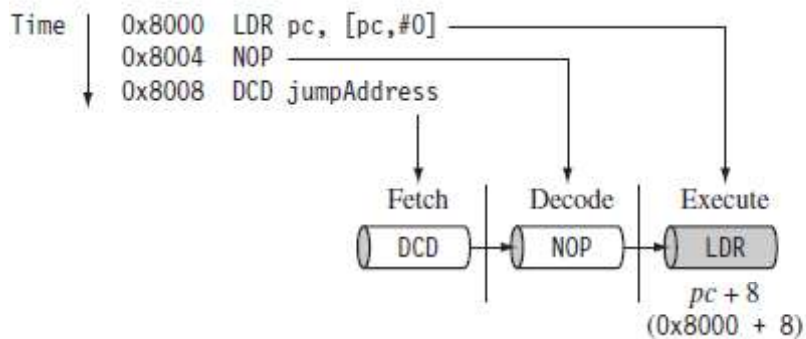 Time 0x8000 LDR pc, [pc,#0]
0x8004 NOP
0x8008 DCD jumpAddress
Fetch Decode Execute
DCD NOP LDR
pc + 8
(0x8000 + 8)